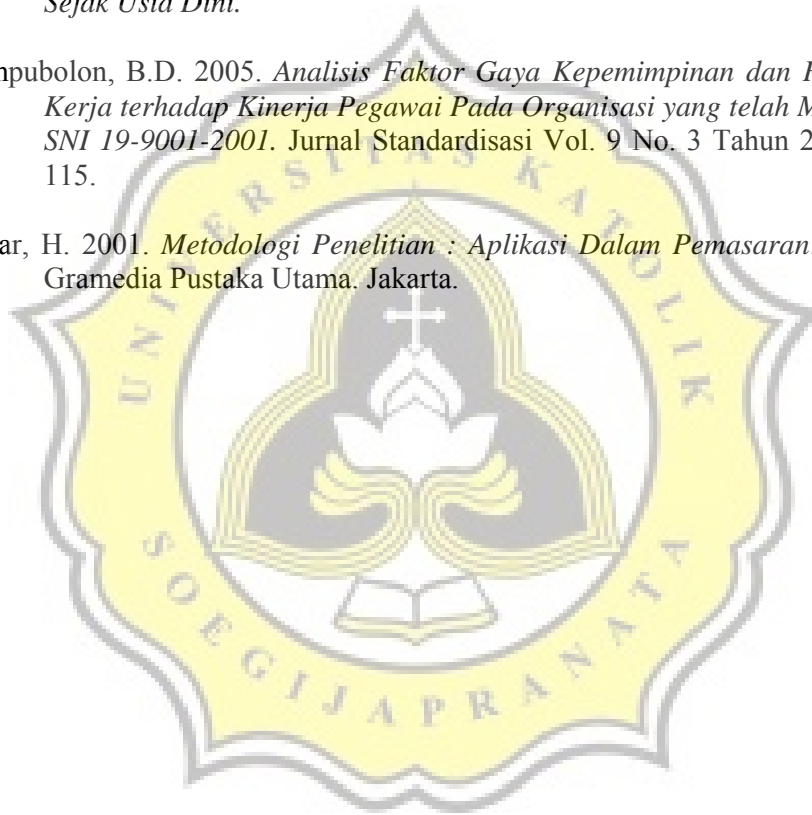 Sejak Usia Dini.
mpubolon, B.D. 2005. Analisis Faktor Gaya Kepemimpinan dan
Kerja terhadap Kinerja Pegawai Pada Organisasi yang telah M
SNI 19-9001-2001. Jurnal Standardisasi Vol. 9 No. 3 Tahun 2
115.
ar, H. 2001. Metodologi Penelitian : Aplikasi Dalam Pemasaran.
Gramedia Pustaka Utama. Jakarta.
UNIVERSITAS KATOLIK
SOEGIJAPRANATA